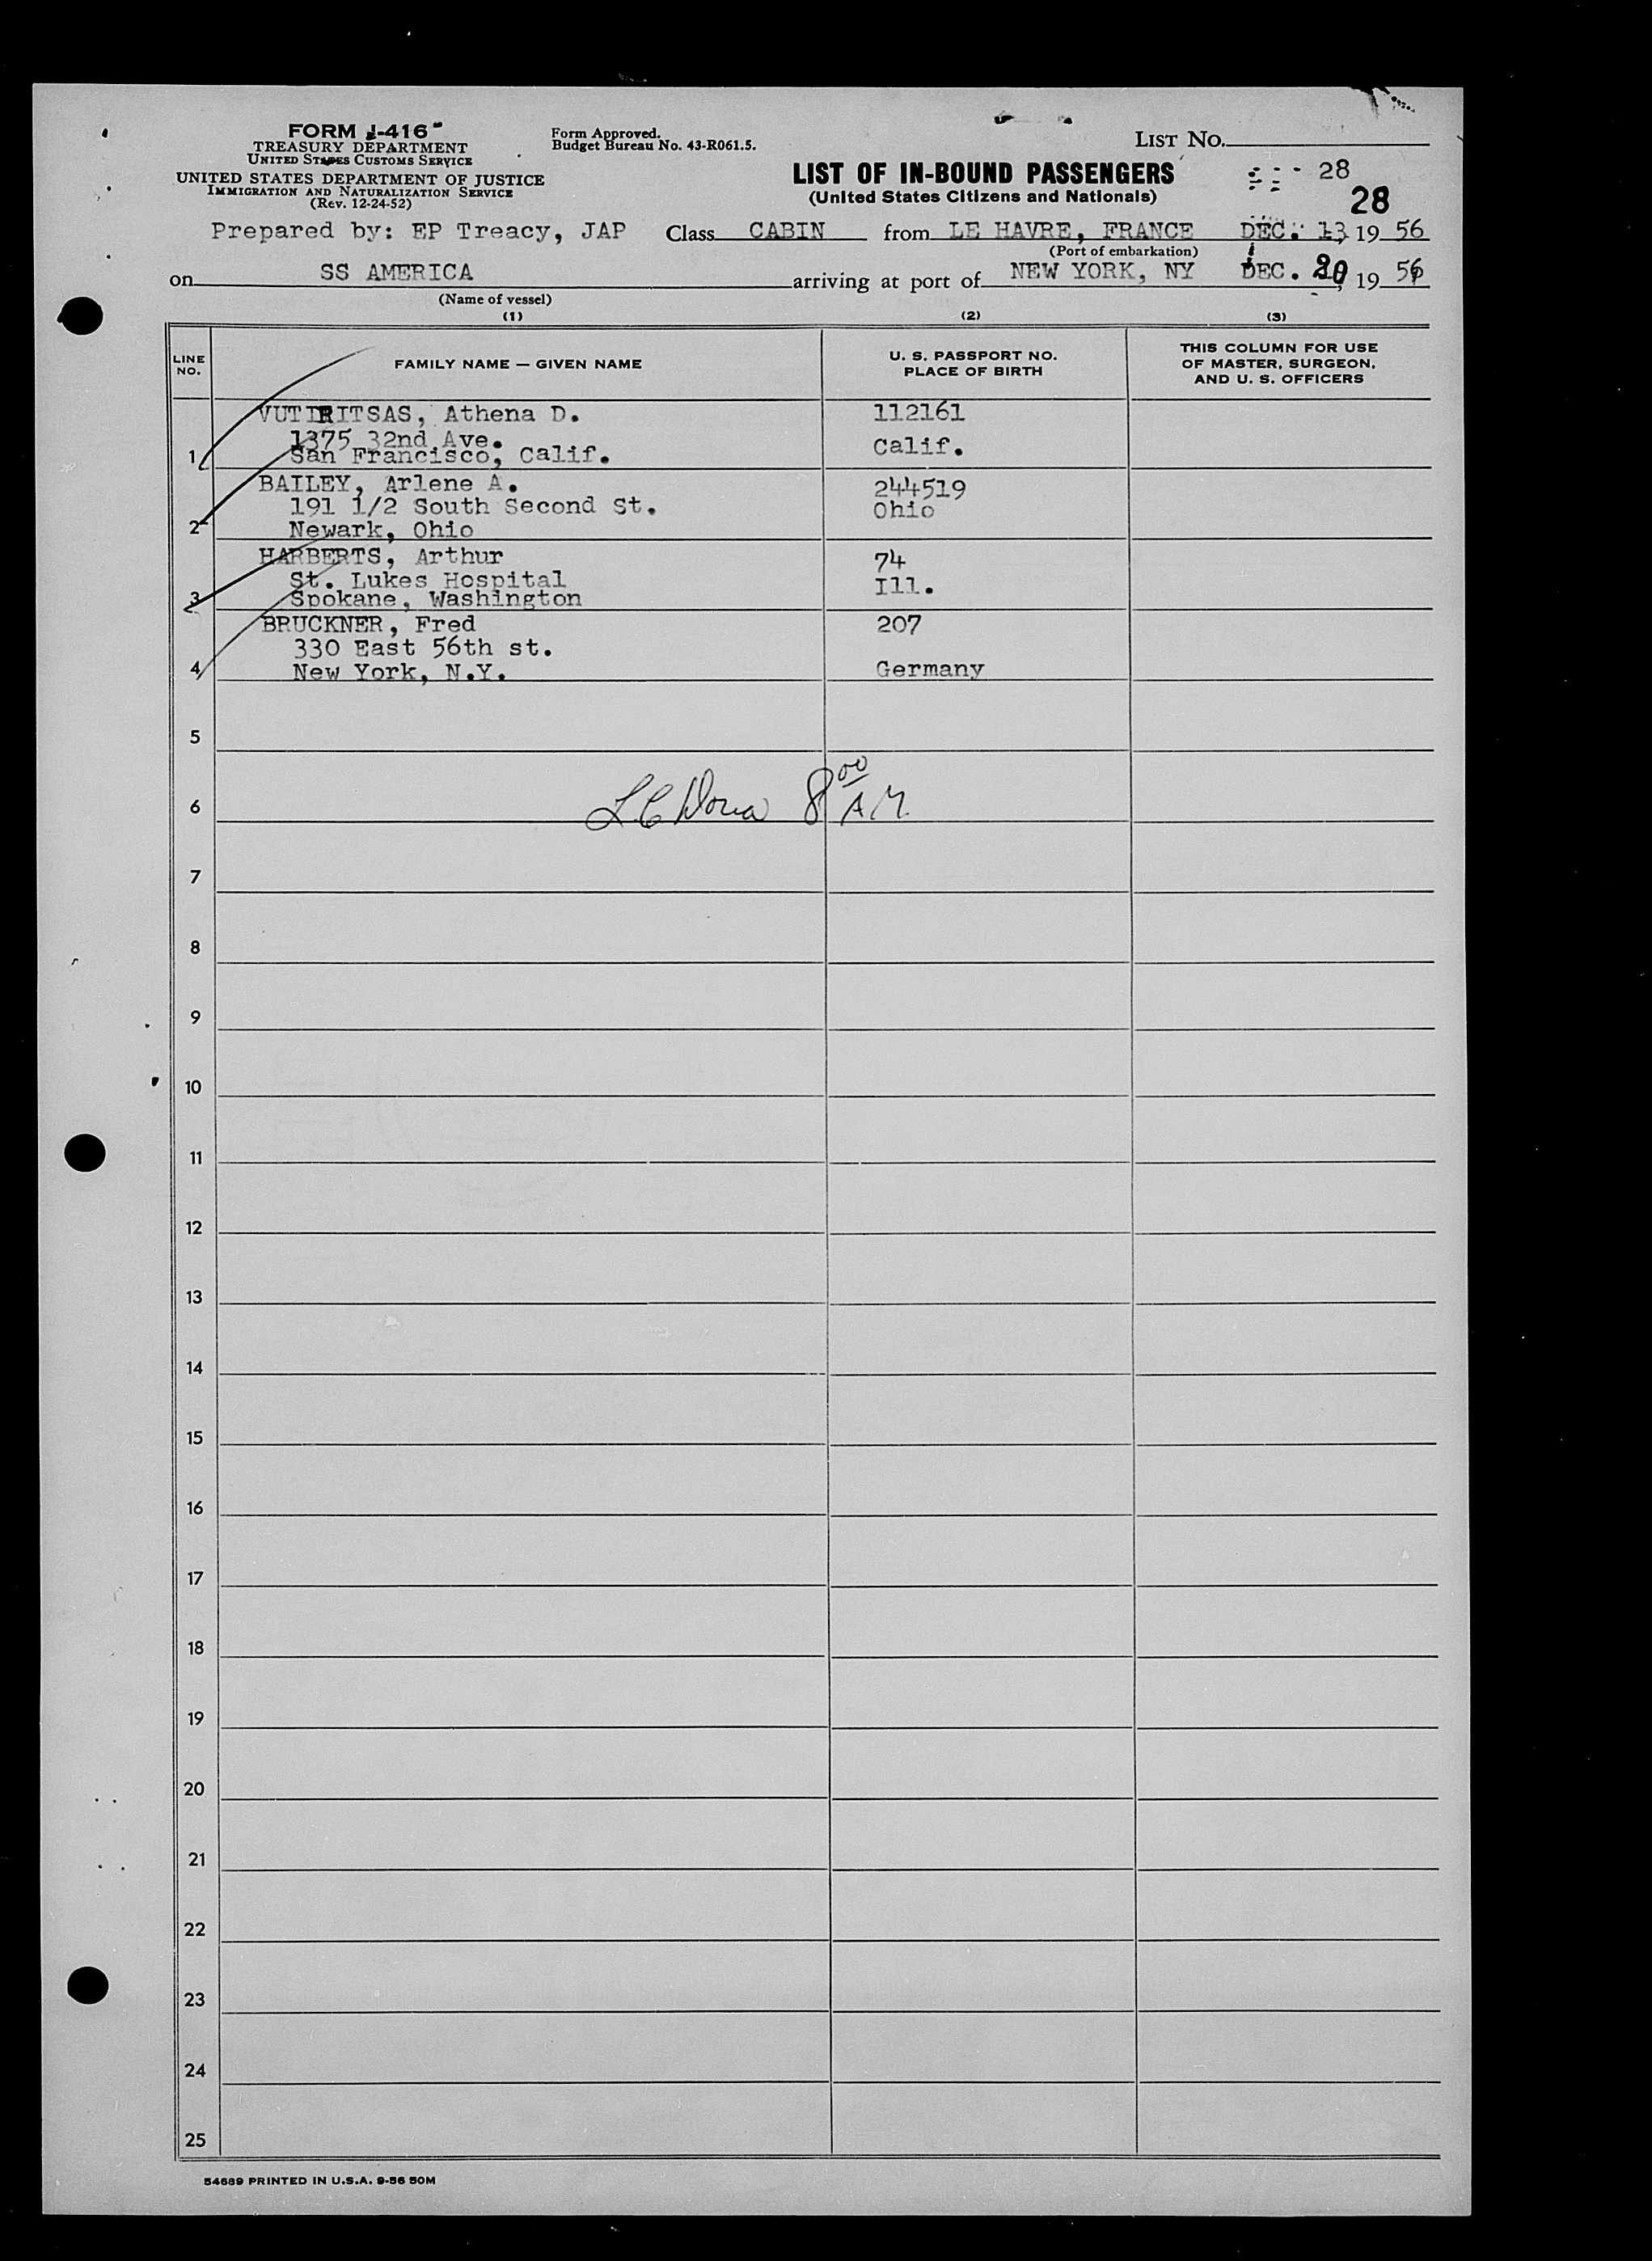 FORM I-416
TREASURY DEPARTMENT
UNITED STATES CUSTOMS SERVICE
UNITED STATES DEPARTMENT OF JUSTICE
IMMIGRATION AND NATURALIZATION SERVICE
(Rev. 12-24-52)
Form Approved.
Budget Bureau No. 43-R061.5.
LIST No.
LIST OF IN-BOUND PASSENGERS
(United States Citizens and Nationals)
28
28
Prepared by: EP Treacy, JAP Class CABIN from LE HAVRE, FRANCE DEC. 13 19 56
(Port of embarkation)
on SS AMERICA arriving at port of NEW YORK, NY DEC. 20, 19 56
(Name of vessel)
(1) (2) (3)
LINE NO. FAMILY NAME — GIVEN NAME U. S. PASSPORT NO. PLACE OF BIRTH THIS COLUMN FOR USE OF MASTER, SURGEON, AND U. S. OFFICERS
VUTIRITSAS, Athena D. 112161
1375 32nd Ave. Calif.
1 San Francisco, Calif.
BAILEY, Arlene A. 244519
191 1/2 South Second St. Ohio
2 Newark, Ohio
HARBERTS, Arthur 74
St. Lukes Hospital Ill.
3 Spokane, Washington
BRUCKNER, Fred 207
330 East 56th st.
4 New York, N.Y. Germany
5
6 8 00 A.M.
7
8
9
10
11
12
13
14
15
16
17
18
19
20
21
22
23
24
25
54689 PRINTED IN U.S.A. 9-56 50M